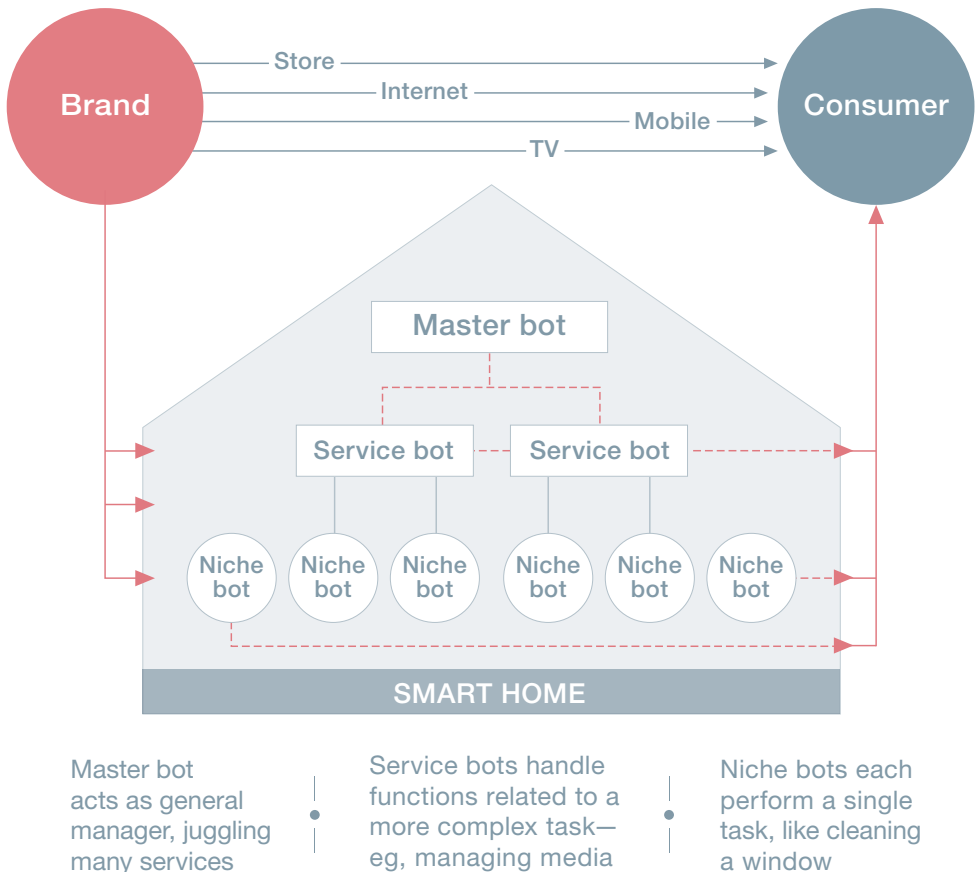 Brand
Store
Internet
Mobile
TV
Consumer
Master bot
Service bot
Service bot
Niche
bot
Niche
bot
Niche
bot
Niche
bot
Niche
bot
Niche
bot
SMART HOME
Master bot
acts as general
manager, juggling
many services
Service bots handle
functions related to a
more complex task—
eg, managing media
Niche bots each
perform a single
task, like cleaning
a window